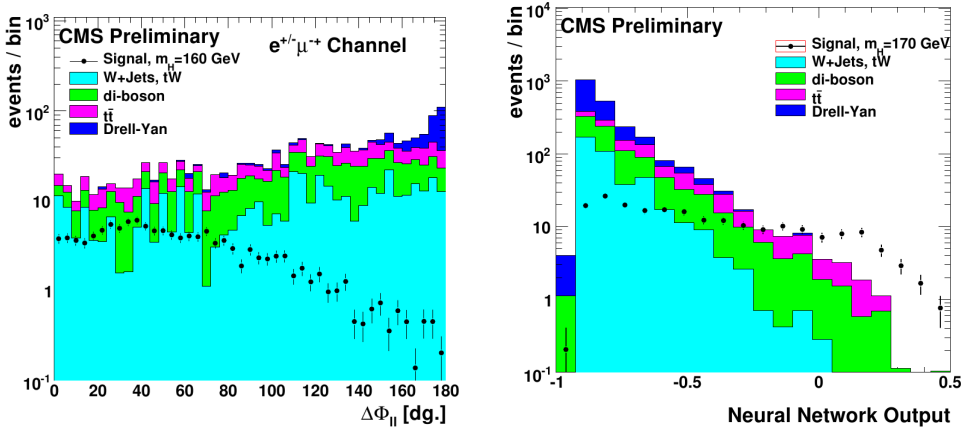 CMS Preliminary
e+/-μ-+ Channel
Signal, mH=160 GeV
W+Jets, tW
di-boson
tt̄
Drell-Yan
events / bin
10³
10²
10
1
10-1
0 20 40 60 80 100 120 140 160 180
ΔΦll [dg.]
CMS Preliminary
Signal, mH=170 GeV
W+Jets, tW
di-boson
tt̄
Drell-Yan
events / bin
10⁴
10³
10²
10
1
10-1
-1 -0.5 0 0.5
Neural Network Output